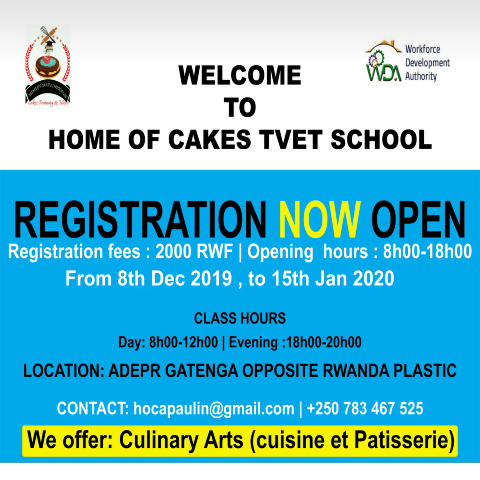 Workforce
Development
Authority
WDA
WELCOME
TO
HOME OF CAKES TVET SCHOOL
REGISTRATION NOW OPEN
Registration fees : 2000 RWF | Opening hours : 8h00-18h00
From 8th Dec 2019 , to 15th Jan 2020
CLASS HOURS
Day: 8h00-12h00 | Evening :18h00-20h00
LOCATION: ADEPR GATENGA OPPOSITE RWANDA PLASTIC
CONTACT: hocapaulin@gmail.com | +250 783 467 525
We offer: Culinary Arts (cuisine et Patisserie)